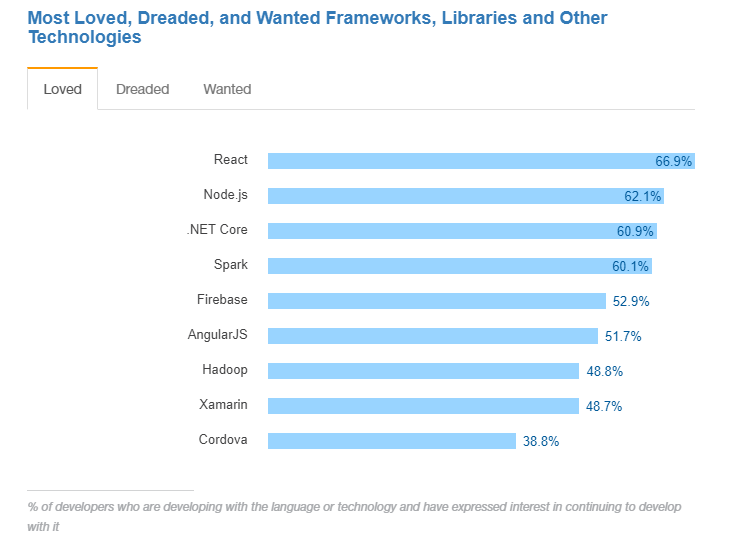 Most Loved, Dreaded, and Wanted Frameworks, Libraries and Other
Technologies
Loved Dreaded Wanted
React 66.9%
Node.js 62.1%
.NET Core 60.9%
Spark 60.1%
Firebase 52.9%
AngularJS 51.7%
Hadoop 48.8%
Xamarin 48.7%
Cordova 38.8%
% of developers who are developing with the language or technology and have expressed interest in continuing to develop
with it